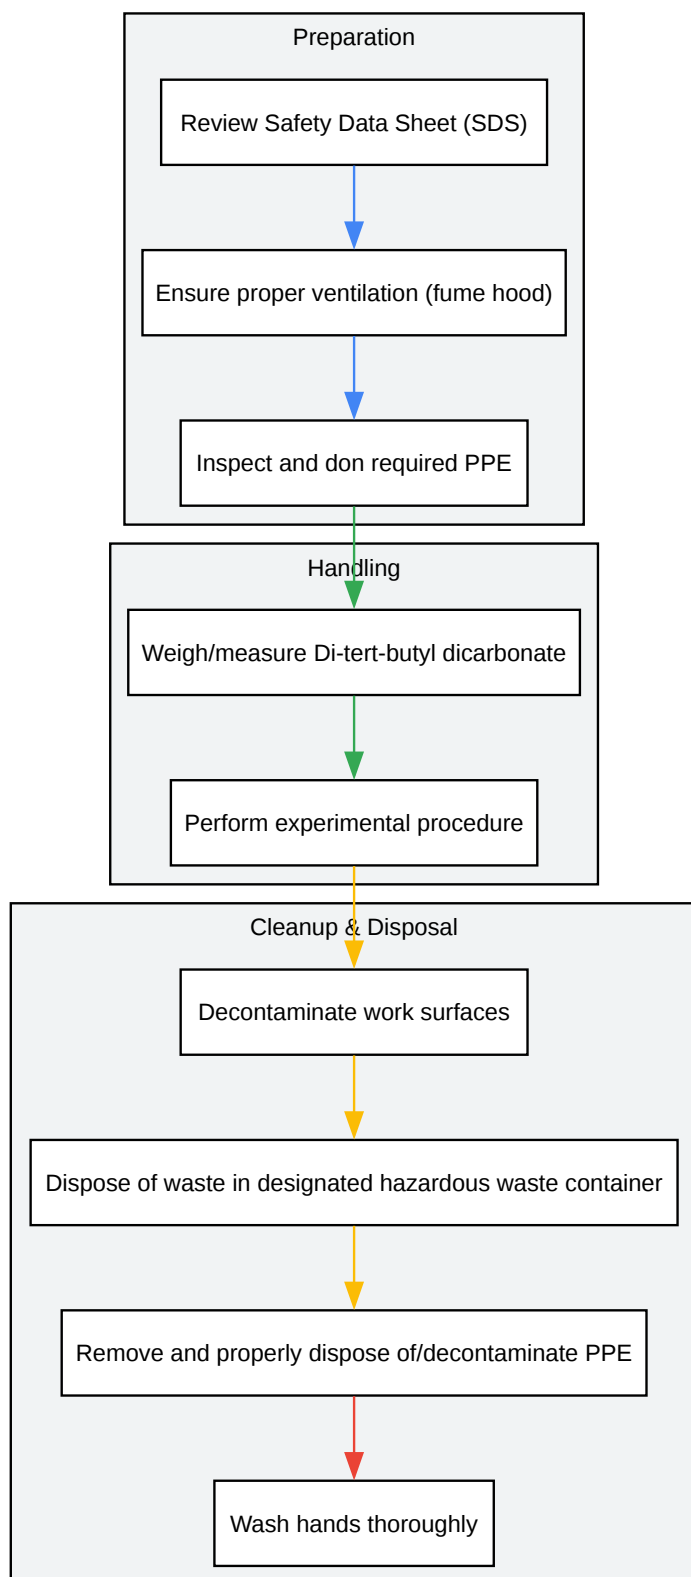 Preparation
Review Safety Data Sheet (SDS)
Ensure proper ventilation (fume hood)
Inspect and don required PPE
Handling
Weigh/measure Di-tert-butyl dicarbonate
Perform experimental procedure
Cleanup & Disposal
Decontaminate work surfaces
Dispose of waste in designated hazardous waste container
Remove and properly dispose of/decontaminate PPE
Wash hands thoroughly